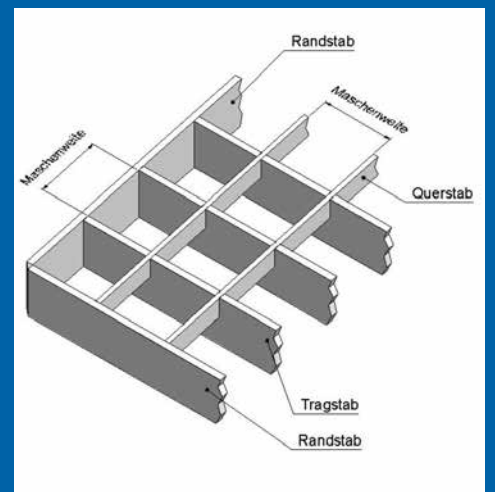 Randstab
Maschenweite
Maschenweite
Querstab
Tragstab
Randstab